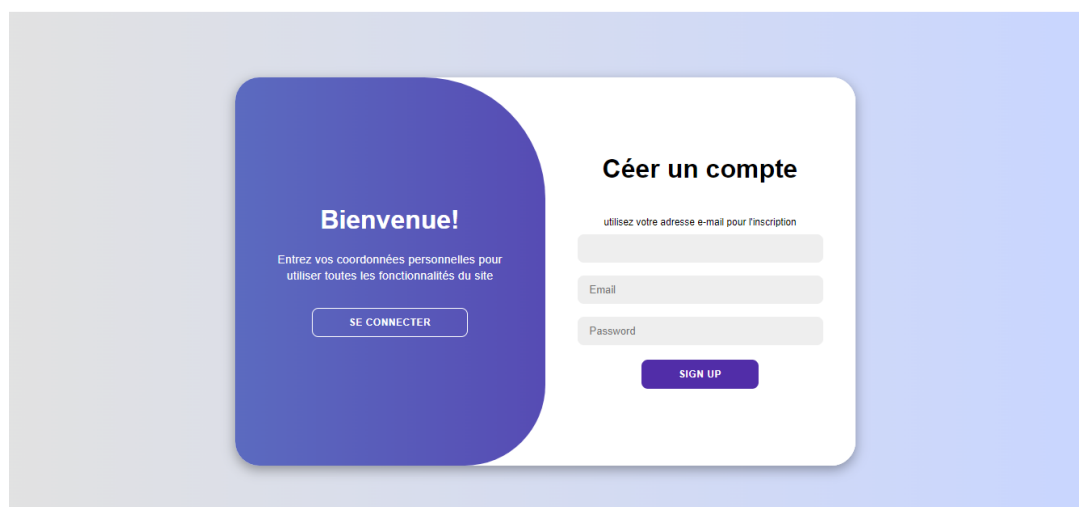 Bienvenue!
Entrez vos coordonnées personnelles pour
utiliser toutes les fonctionnalités du site
SE CONNECTER
Céer un compte
utilisez votre adresse e-mail pour l'inscription
Email
Password
SIGN UP